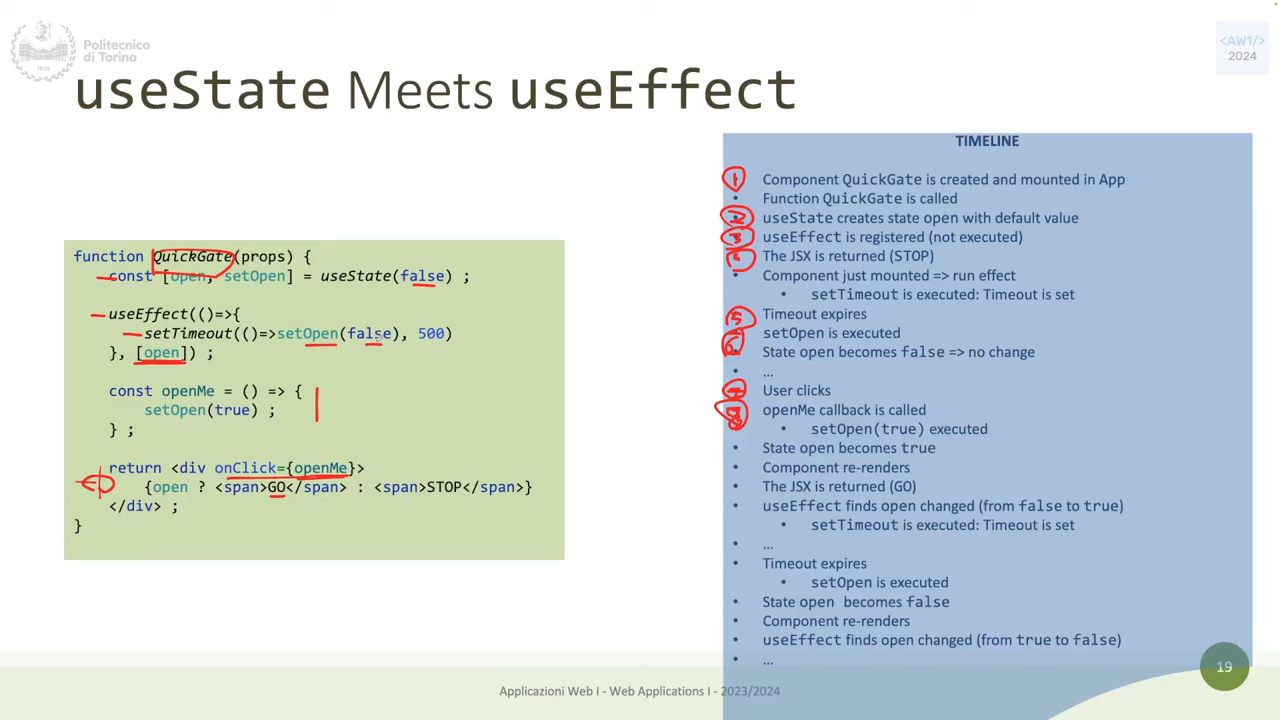 Politecnico
di Torino
1859
<AW1/>
2024
useState Meets useEffect
function QuickGate(props) {
const [open, setOpen] = useState(false) ;
useEffect(()=>{
setTimeout(()=>setOpen(false), 500)
}, [open]) ;
const openMe = () => {
setOpen(true) ;
} ;
return <div onClick={openMe}>
{open ? <span>GO</span> : <span>STOP</span>}
</div> ;
}
TIMELINE
1 Component QuickGate is created and mounted in App
• Function QuickGate is called
2 useState creates state open with default value
3 useEffect is registered (not executed)
The JSX is returned (STOP)
• Component just mounted => run effect
• setTimeout is executed: Timeout is set
5 Timeout expires
setOpen is executed
6 • State open becomes false => no change
• …
7 User clicks
8 openMe callback is called
• setOpen(true) executed
• State open becomes true
• Component re-renders
• The JSX is returned (GO)
• useEffect finds open changed (from false to true)
• setTimeout is executed: Timeout is set
• …
• Timeout expires
• setOpen is executed
• State open becomes false
• Component re-renders
• useEffect finds open changed (from true to false)
• …
19
Applicazioni Web I - Web Applications I - 2023/2024